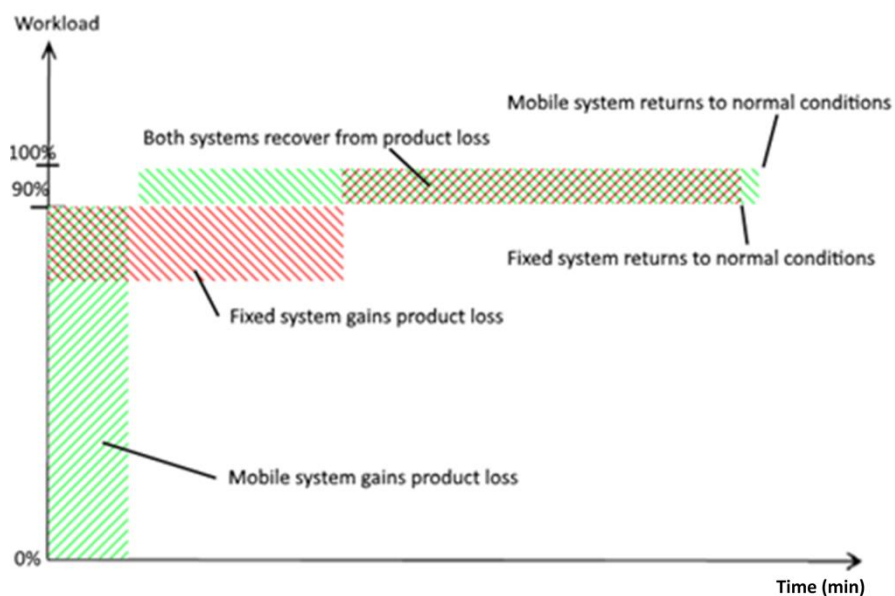 Workload
Mobile system returns to normal conditions
Both systems recover from product loss
100%
90%
Fixed system returns to normal conditions
Fixed system gains product loss
Mobile system gains product loss
0%
Time (min)